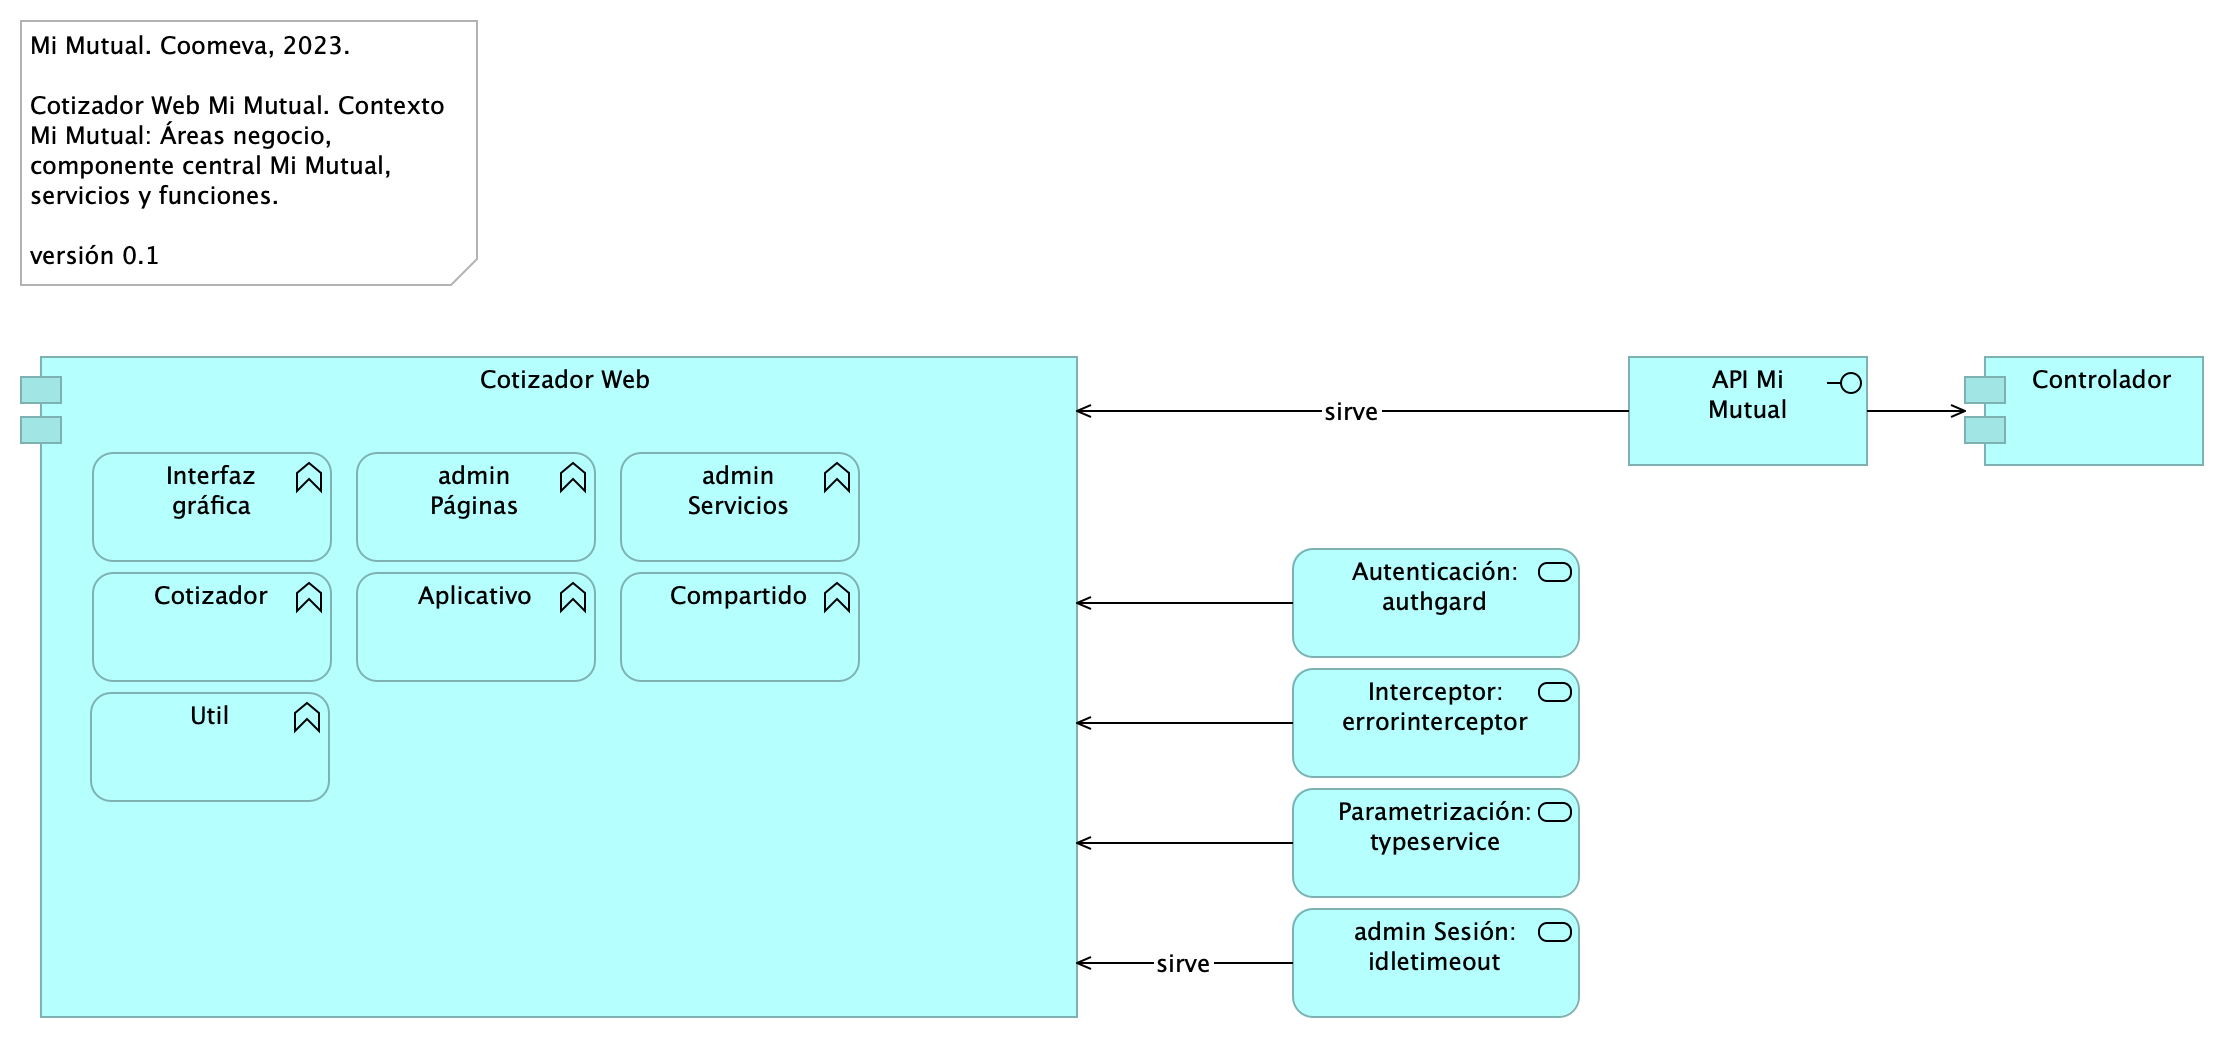 Mi Mutual. Coomeva, 2023.
Cotizador Web Mi Mutual. Contexto
Mi Mutual: Áreas negocio,
componente central Mi Mutual,
servicios y funciones.
versión 0.1
Cotizador Web
sirve
API Mi
Mutual
Controlador
Interfaz
gráfica
admin
Páginas
admin
Servicios
Cotizador
Aplicativo
Compartido
Util
Autenticación:
authgard
Interceptor:
errorinterceptor
Parametrización:
typeservice
sirve
admin Sesión:
idletimeout